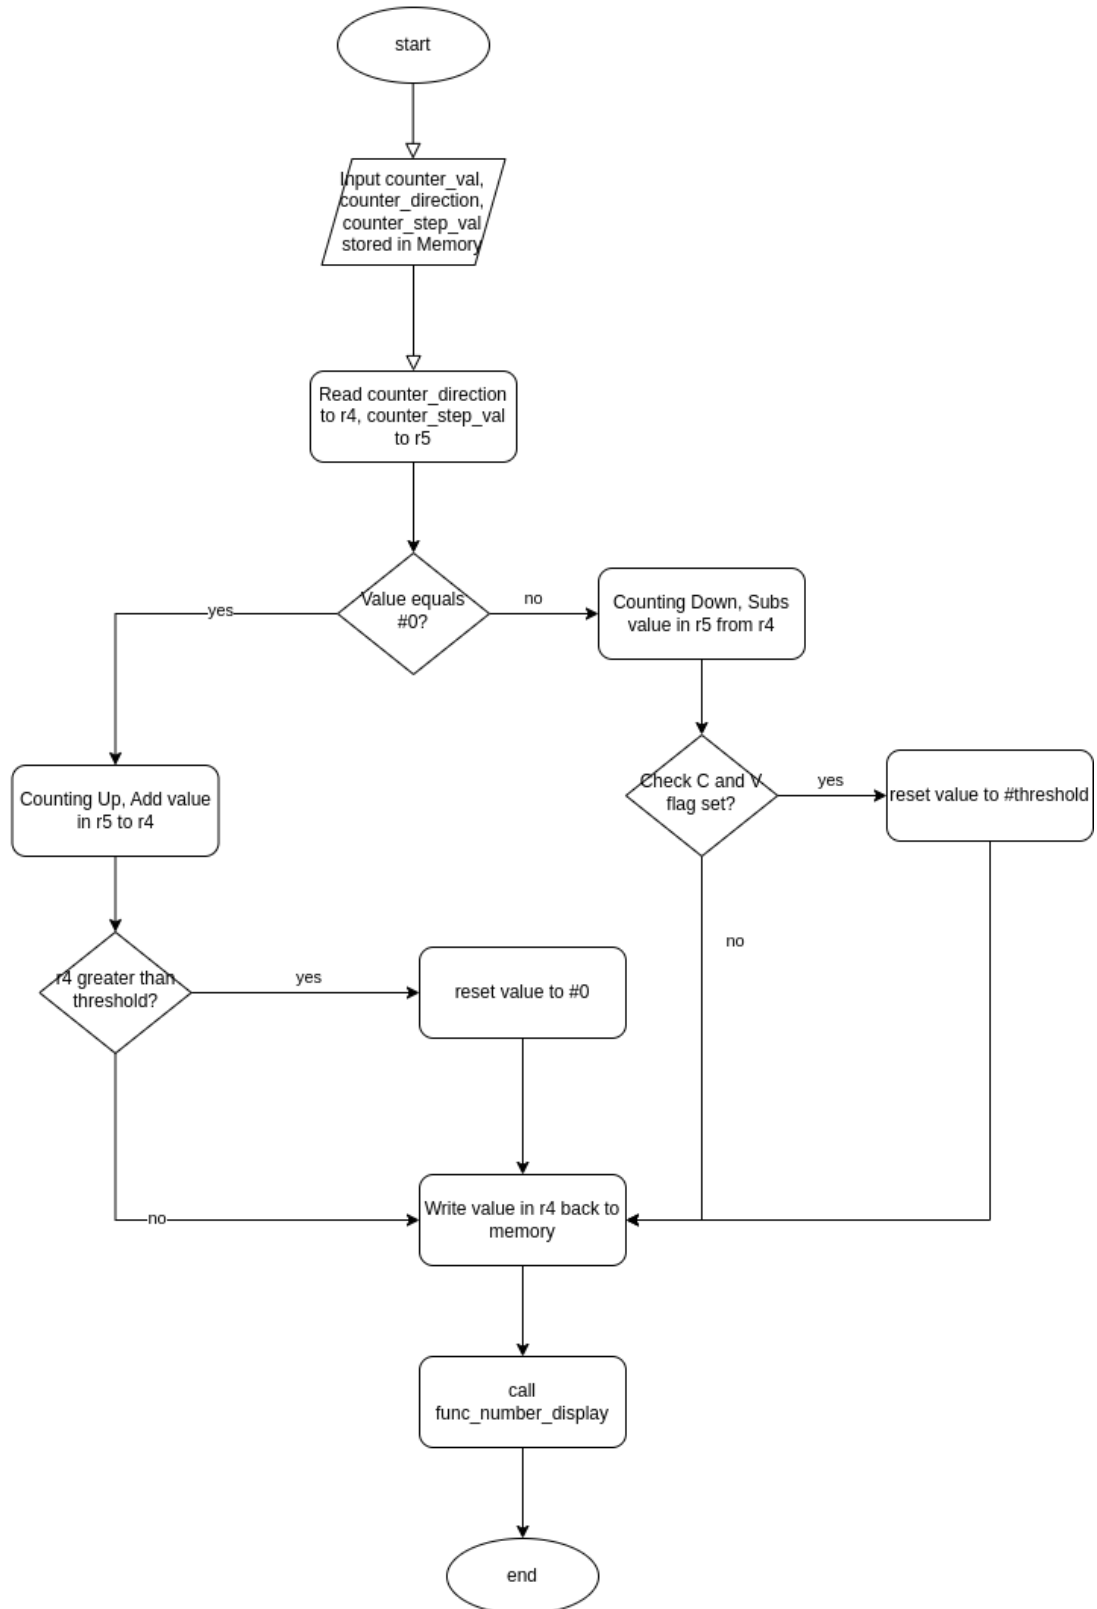 start
Input counter_val,
counter_direction,
counter_step_val
stored in Memory
Read counter_direction
to r4, counter_step_val
to r5
Value equals
#0?
yes
no
Counting Down, Subs
value in r5 from r4
Counting Up, Add value
in r5 to r4
Check C and V
flag set?
yes
reset value to #threshold
no
r4 greater than
threshold?
yes
reset value to #0
no
Write value in r4 back to
memory
call
func_number_display
end